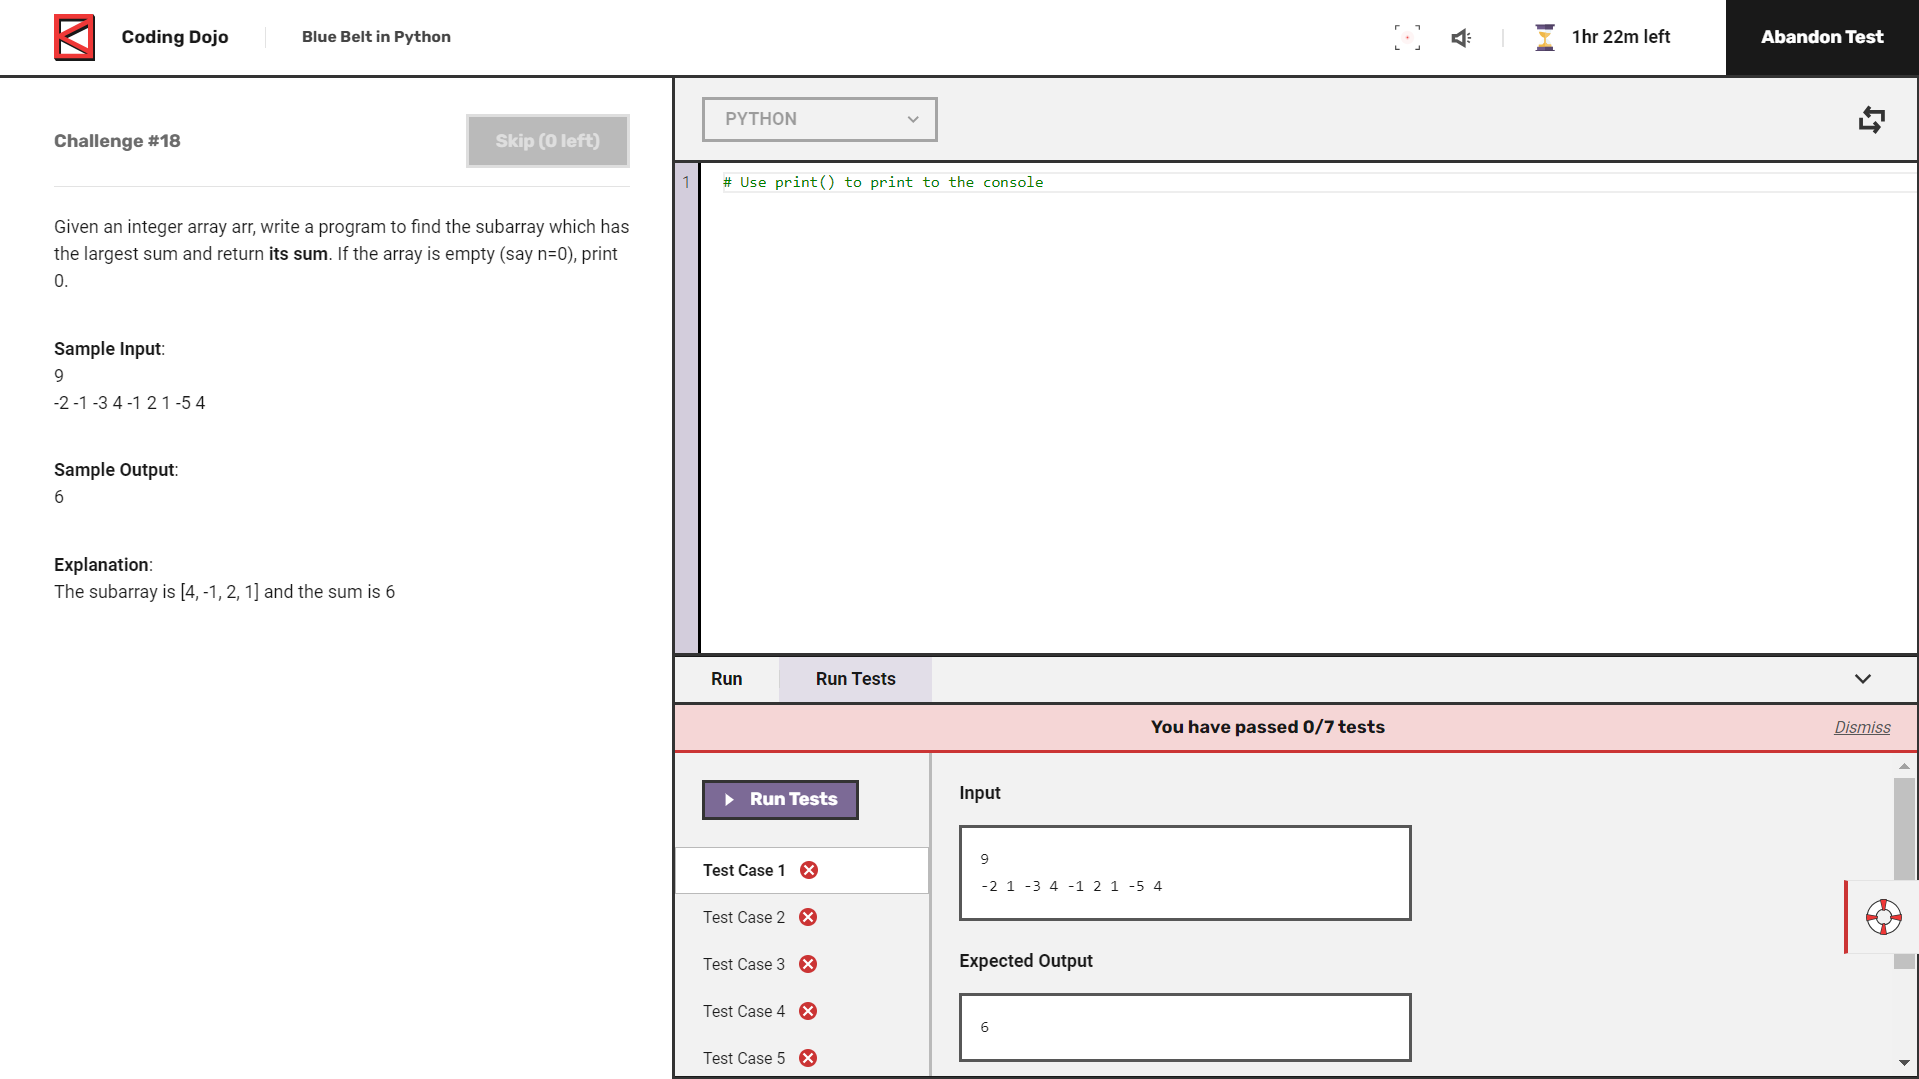 Coding Dojo
Blue Belt in Python
1hr 22m left
Abandon Test
Challenge #18
Skip (0 left)
Given an integer array arr, write a program to find the subarray which has
the largest sum and return its sum. If the array is empty (say n=0), print
0.
Sample Input:
9
-2 -1 -3 4 -1 2 1 -5 4
Sample Output:
6
Explanation:
The subarray is [4, -1, 2, 1] and the sum is 6
PYTHON
1
# Use print() to print to the console
Run
Run Tests
You have passed 0/7 tests
Dismiss
Run Tests
Test Case 1
Test Case 2
Test Case 3
Test Case 4
Test Case 5
Input
9
-2 1 -3 4 -1 2 1 -5 4
Expected Output
6